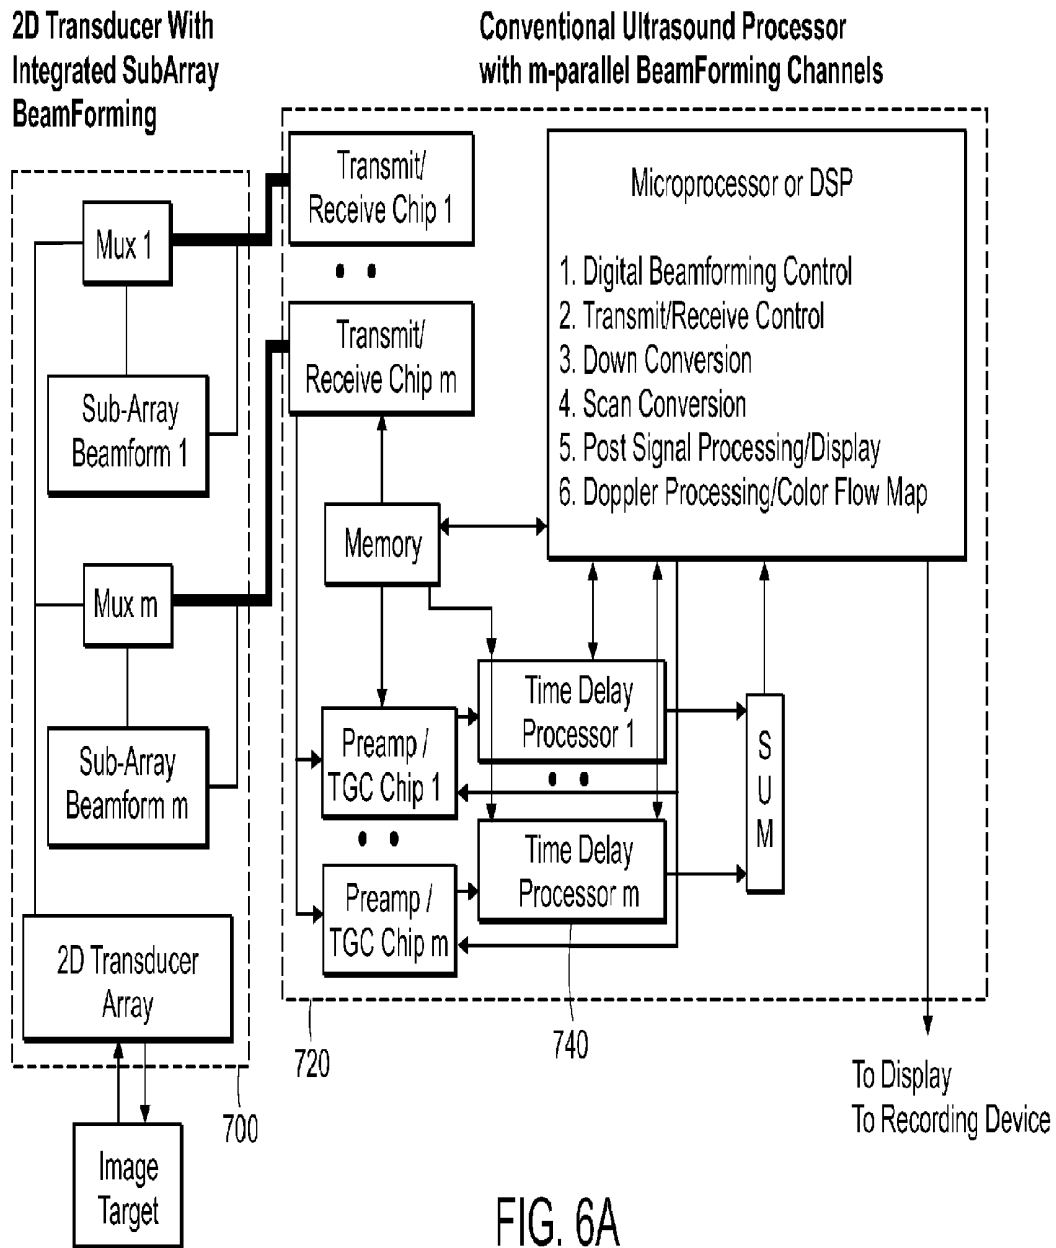 2D Transducer With
Integrated SubArray
BeamForming
Conventional Ultrasound Processor
with m-parallel BeamForming Channels
Transmit/
Receive Chip 1
Microprocessor or DSP
1. Digital Beamforming Control
2. Transmit/Receive Control
3. Down Conversion
4. Scan Conversion
5. Post Signal Processing/Display
6. Doppler Processing/Color Flow Map
Mux 1
Transmit/
Receive Chip m
Sub-Array
Beamform 1
Memory
Mux m
Time Delay
Processor 1
Preamp /
TGC Chip 1
Sub-Array
Beamform m
SUM
Time Delay
Processor m
Preamp /
TGC Chip m
2D Transducer
Array
720
740
700
To Display
To Recording Device
Image
Target
FIG. 6A